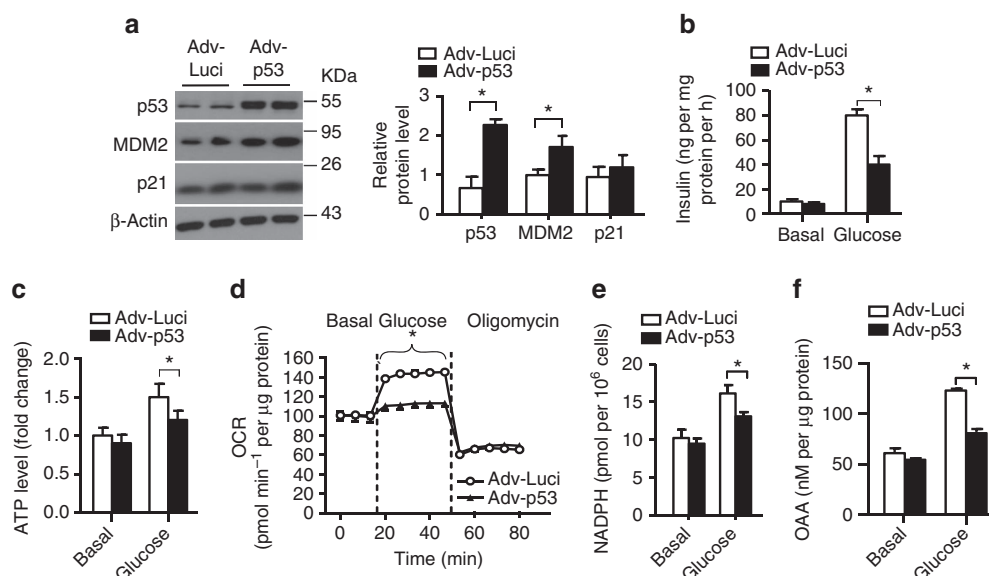 a
Adv-
Luci
Adv-
p53
KDa
p53
55
MDM2
95
26
p21
β-Actin
43
Adv-Luci
Adv-p53
Relative
protein level
3
2
1
0
*
*
p53 MDM2 p21
b
Adv-Luci
Adv-p53
Insulin (ng per mg
protein per h)
100
80
60
40
20
0
*
Basal Glucose
c
Adv-Luci
Adv-p53
ATP level (fold change)
2.0
1.5
1.0
0.5
0.0
*
Basal
Glucose
d
Basal Glucose Oligomycin
*
OCR
(pmol min⁻¹ per μg protein)
160
140
120
100
80
60
40
20
0
Adv-Luci
Adv-p53
0 20 40 60 80
Time (min)
e
Adv-Luci
Adv-p53
NADPH (pmol per 10⁶ cells)
20
15
10
5
0
*
Basal
Glucose
f
Adv-Luci
Adv-p53
OAA (nM per μg protein)
150
100
50
0
*
Basal
Glucose